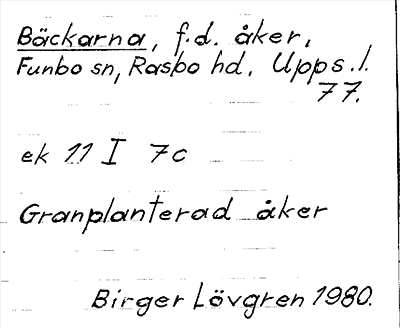 Bäckarna, f.d. åker,
Funbo sn, Rasbo hd. Upps.l.
77.
ek 11 I 7c
Granplanterad åker
Birger Lövgren 1980.